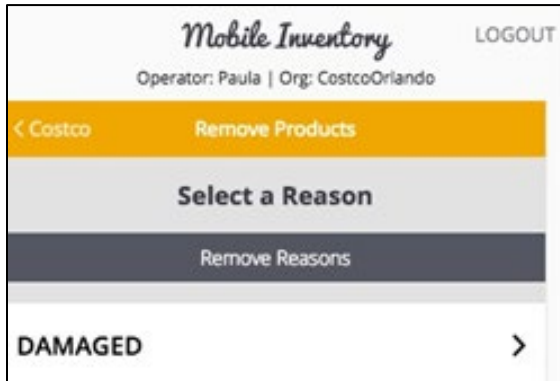 Mobile Inventory LOGOUT
Operator: Paula | Org: CostcoOrlando
< Costco Remove Products
Select a Reason
Remove Reasons
DAMAGED >